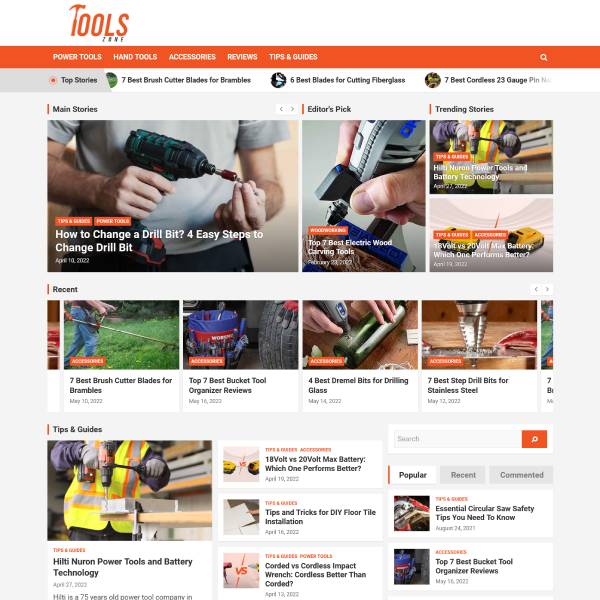 TOOLS
ZONE
POWER TOOLS HAND TOOLS ACCESSORIES REVIEWS TIPS & GUIDES
Top Stories 7 Best Brush Cutter Blades for Brambles 6 Best Blades for Cutting Fiberglass 7 Best Cordless 23 Gauge Pin
Main Stories
TIPS & GUIDES POWER TOOLS
How to Change a Drill Bit? 4 Easy Steps to
Change Drill Bit
April 10, 2022
Editor's Pick
WOODWORKING
Top 7 Best Electric Wood
Carving Tools
February 23, 2022
Trending Stories
TIPS & GUIDES
Hilti Nuron Power Tools and
Battery Technology
April 27, 2022
TIPS & GUIDES ACCESSORIES
18Volt vs 20Volt Max Battery:
Which One Performs Better?
April 19, 2022
Recent
ACCESSORIES
7 Best Brush Cutter Blades for
Brambles
May 10, 2022
ACCESSORIES
Top 7 Best Bucket Tool
Organizer Reviews
May 16, 2022
ACCESSORIES
4 Best Dremel Bits for Drilling
Glass
May 14, 2022
ACCESSORIES
7 Best Step Drill Bits for
Stainless Steel
May 12, 2022
7
Tips & Guides
TIPS & GUIDES
Hilti Nuron Power Tools and Battery
Technology
April 27, 2022
Hilti is a 75 years old power tool company in
VS
TIPS & GUIDES ACCESSORIES
18Volt vs 20Volt Max Battery:
Which One Performs Better?
April 19, 2022
TIPS & GUIDES
Tips and Tricks for DIY Floor Tile
Installation
April 16, 2022
VS
TIPS & GUIDES POWER TOOLS
Corded vs Cordless Impact
Wrench: Cordless Better Than
Corded?
April 13, 2022
Search
Popular Recent Commented
TIPS & GUIDES
Essential Circular Saw Safety
Tips You Need To Know
August 24, 2021
ACCESSORIES
Top 7 Best Bucket Tool
Organizer Reviews
May 16, 2022